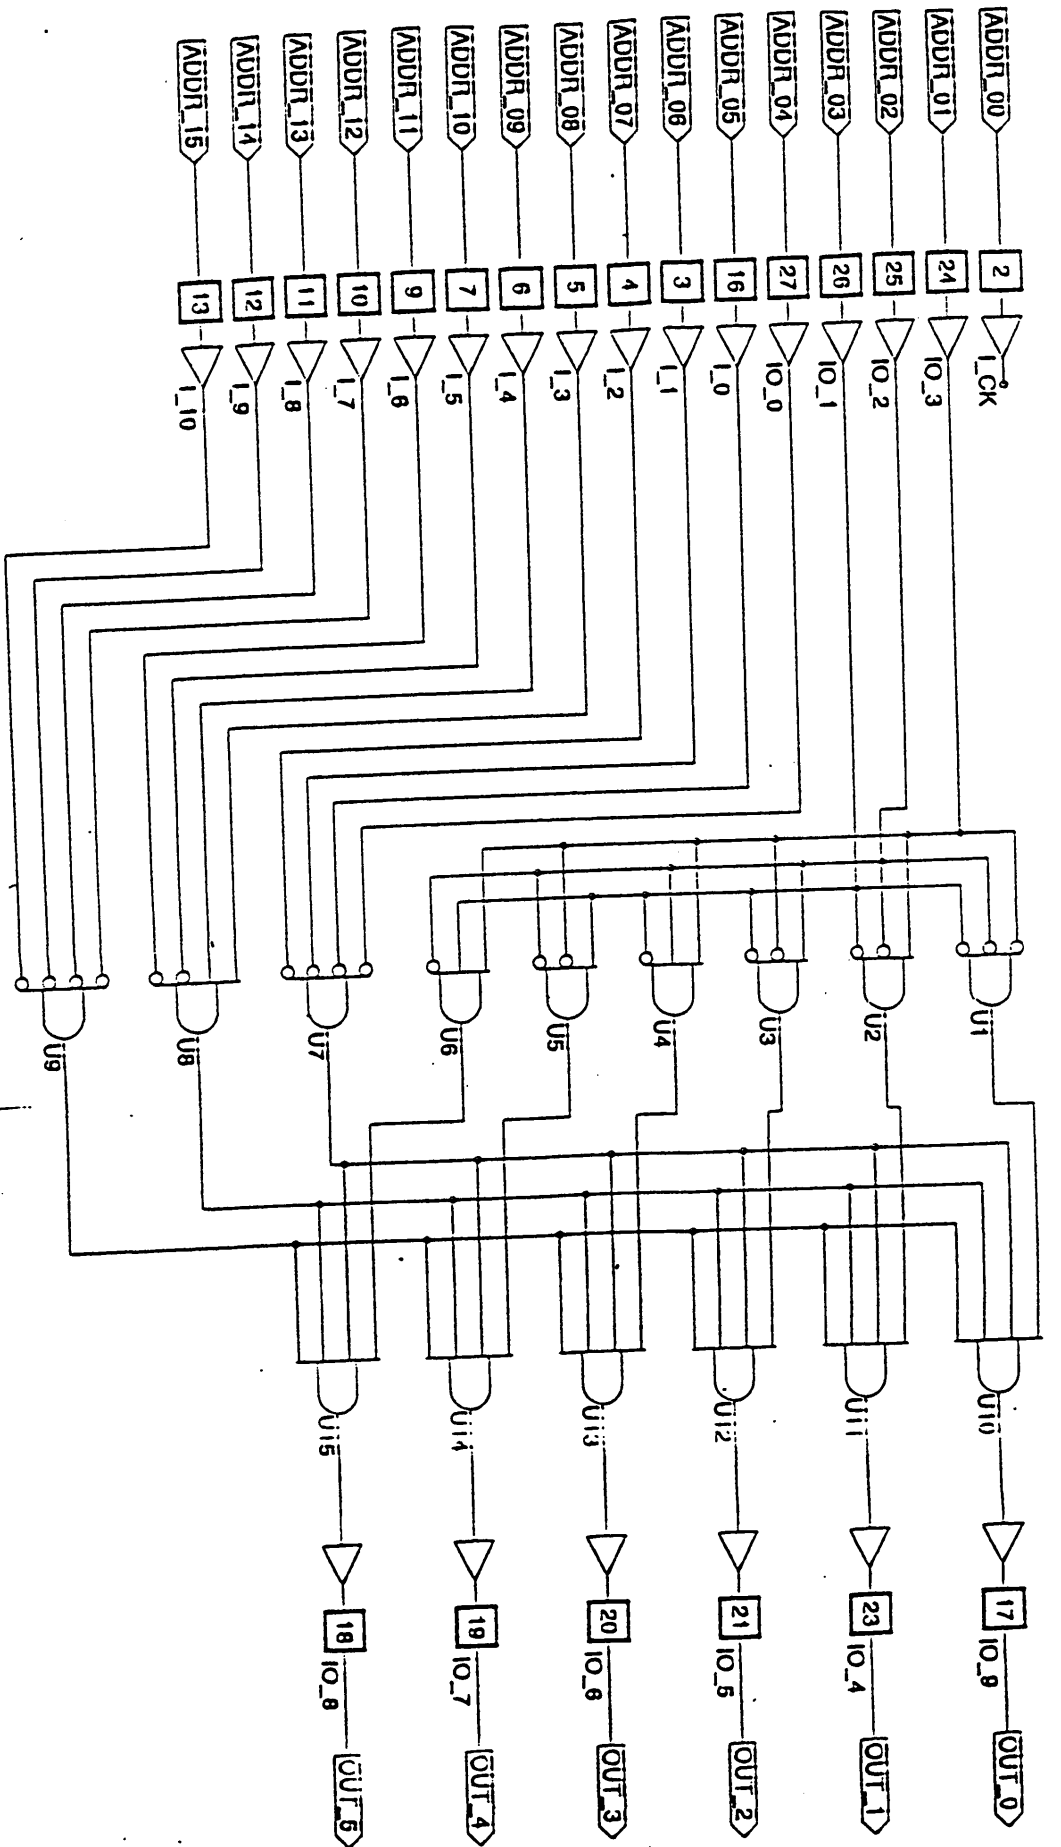 ADDR_00 2 I_CK
ADDR_01 24 IO_3
ADDR_02 25 IO_2
ADDR_03 26 IO_1
ADDR_04 27 IO_0
ADDR_05 16 I_0
ADDR_06 3 I_1
ADDR_07 4 I_2
ADDR_08 5 I_3
ADDR_09 6 I_4
ADDR_10 7 I_5
ADDR_11 9 I_6
ADDR_12 10 I_7
ADDR_13 11 I_8
ADDR_14 12 I_9
ADDR_15 13 I_10
U1
U2
U3
U4
U5
U6
U7
U8
U9
U10 17 IO_9 OUT_0
U11 23 IO_4 OUT_1
U12 21 IO_5 OUT_2
U13 20 IO_6 OUT_3
U14 19 IO_7 OUT_4
U15 18 IO_8 OUT_5